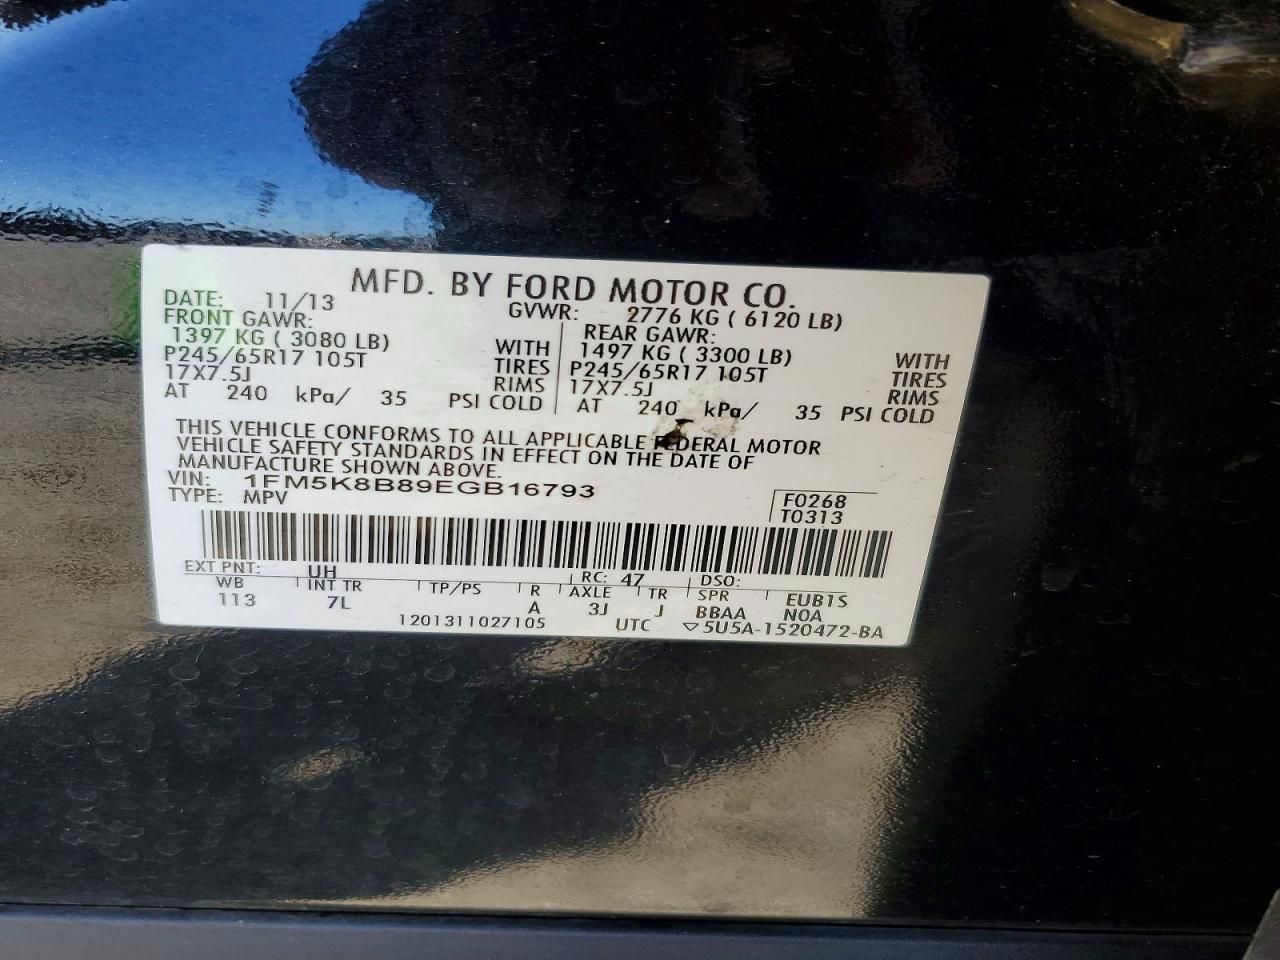 MFD. BY FORD MOTOR CO.
DATE: 11/13 GVWR: 2776 KG ( 6120 LB)
FRONT GAWR: REAR GAWR:
1397 KG ( 3080 LB) WITH 1497 KG ( 3300 LB) WITH
P245/65R17 105T TIRES P245/65R17 105T TIRES
17X7.5J RIMS 17X7.5J RIMS
AT 240 kPa/ 35 PSI COLD AT 240 kPa/ 35 PSI COLD
THIS VEHICLE CONFORMS TO ALL APPLICABLE FEDERAL MOTOR
VEHICLE SAFETY STANDARDS IN EFFECT ON THE DATE OF
MANUFACTURE SHOWN ABOVE.
VIN: 1FM5K8B89EGB16793
TYPE: MPV
F0268
T0313
EXT PNT: UH RC: 47 DSO:
WB INT TR TP/PS R AXLE TR SPR EUB1S
113 7L A 3J J BBAA N0A
1201311027105 UTC ▽5U5A-1520472-BA